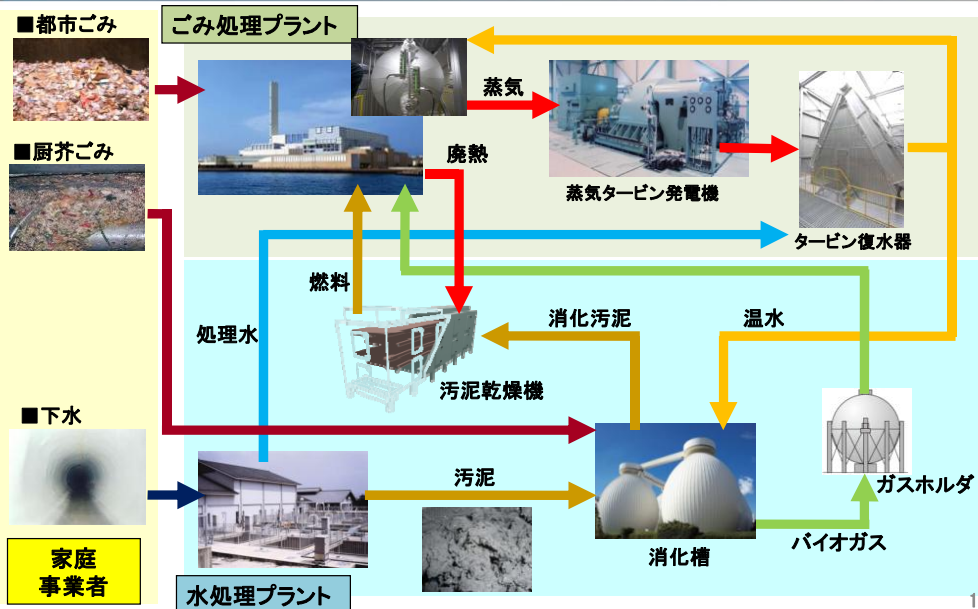 ■都市ごみ
ごみ処理プラント
蒸気
■厨芥ごみ
廃熱
蒸気タービン発電機
タービン復水器
燃料
処理水
消化汚泥
温水
汚泥乾燥機
■下水
汚泥
ガスホルダ
バイオガス
消化槽
家庭
事業者
水処理プラント
1